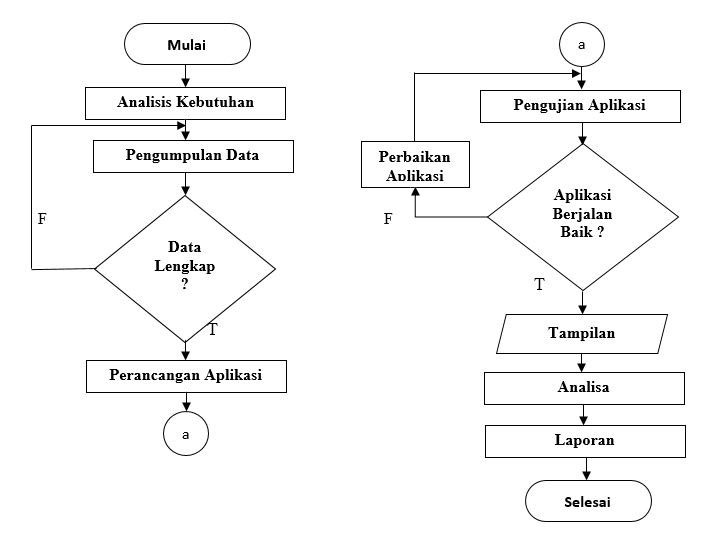 Mulai
Analisis Kebutuhan
Pengumpulan Data
F
Data
Lengkap
?
T
Perancangan Aplikasi
a
a
Pengujian Aplikasi
Perbaikan
Aplikasi
F
Aplikasi
Berjalan
Baik ?
T
Tampilan
Analisa
Laporan
Selesai